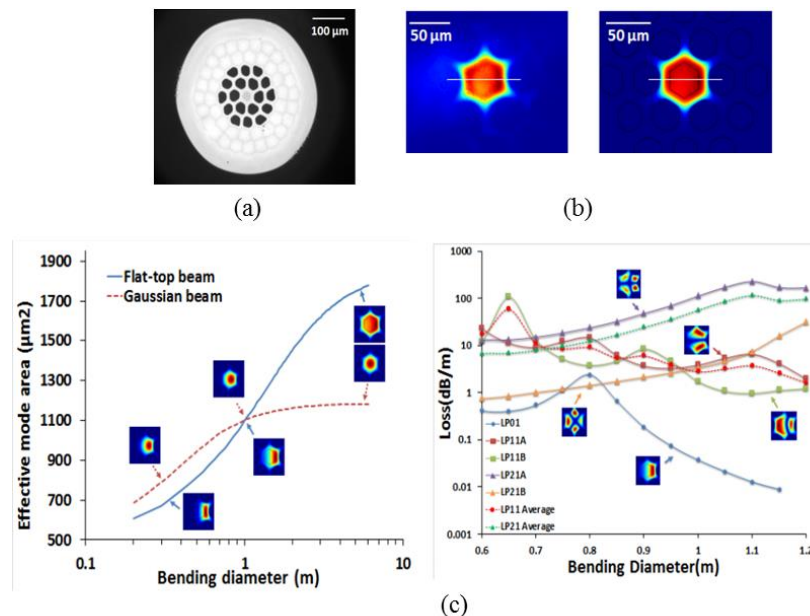 100 µm
50 µm
50 µm
(a)
(b)
1900
1700
1500
1300
1100
900
700
500
Effective mode area (µm2)
Flat-top beam
Gaussian beam
0.1
1
10
Bending diameter (m)
1000
100
10
1
0.1
0.01
0.001
Loss(dB/m)
LP01
LP11A
LP11B
LP21A
LP21B
LP11 Average
LP21 Average
0.6 0.7 0.8 0.9 1 1.1 1.2
Bending Diameter(m)
(c)